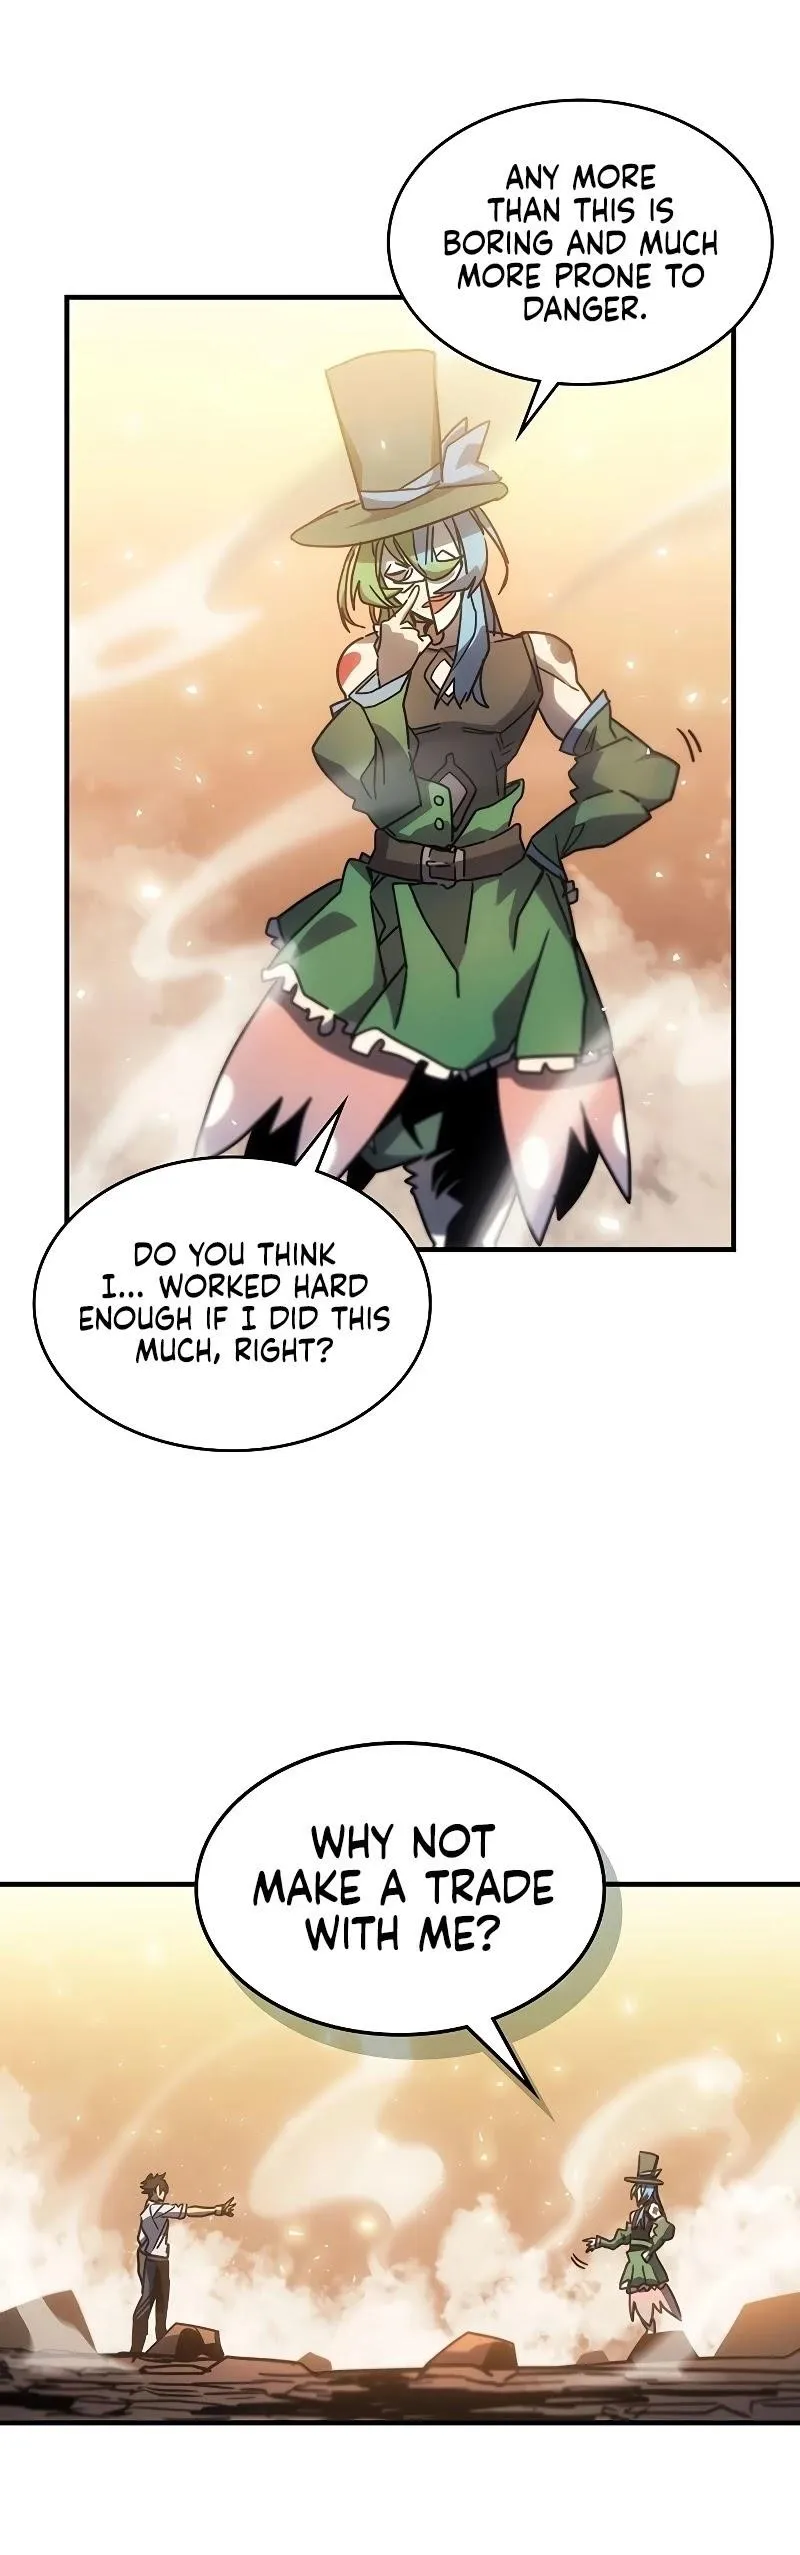 ANY MORE
THAN THIS IS
BORING AND MUCH
MORE PRONE TO
DANGER.
DO YOU THINK
I... WORKED HARD
ENOUGH IF I DID THIS
MUCH, RIGHT?
WHY NOT
MAKE A TRADE
WITH ME?